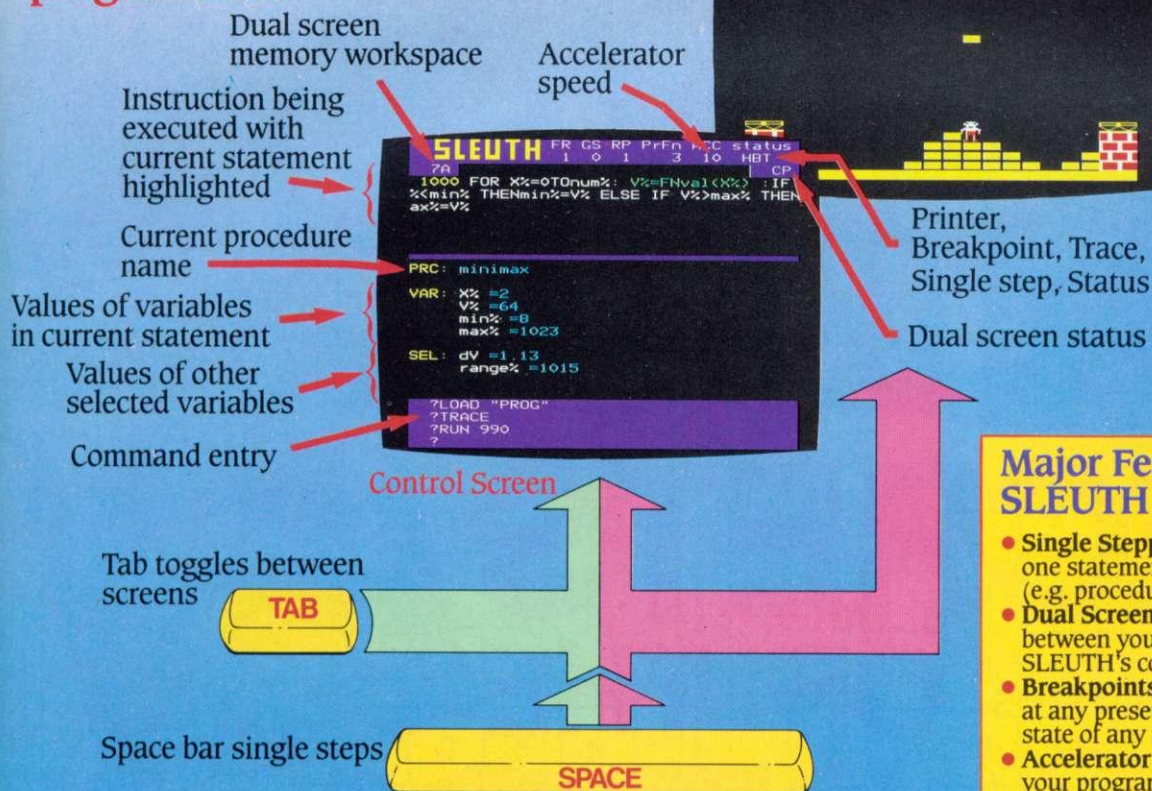 Dual screen
memory workspace
Accelerator
speed
Instruction being
executed with
current statement
highlighted
Current procedure
name
Values of variables
in current statement
Values of other
selected variables
Command entry
SLEUTH FR GS RP PrFn ACC status
1 0 1 3 10 HBT
?A CP
1000 FOR X%=0TOnum%: V%=FNval(X%) :IF
%<min% THENmin%=V% ELSE IF V%>max% THEN
ax%=V%
PRC: minimax
VAR: X% =2
V% =64
min% =8
max% =1023
SEL: dV =1.13
range% =1015
?LOAD "PROG"
?TRACE
?RUN 990
?
Control Screen
Printer,
Breakpoint, Trace,
Single step, Status
Dual screen status
Tab toggles between
screens
TAB
Space bar single steps
SPACE
Major Fe
SLEUTH
• Single Stepp
one stateme
(e.g. procedu
• Dual Screen
between you
SLEUTH's co
• Breakpoints
at any prese
state of any
• Accelerator
your program